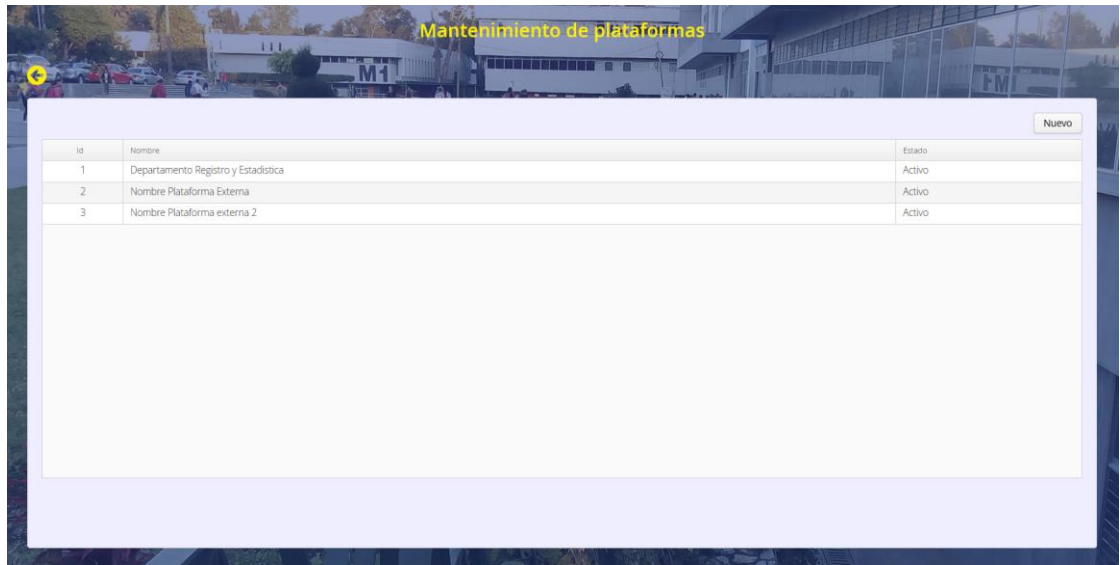 Mantenimiento de plataformas
M1
Nuevo
Id Nombre Estado
1 Departamento Registro y Estadistica Activo
2 Nombre Plataforma Externa Activo
3 Nombre Plataforma externa 2 Activo